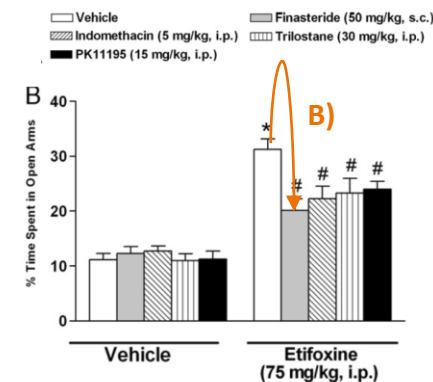 Vehicle
Finasteride (50 mg/kg, s.c.)
Indomethacin (5 mg/kg, i.p.)
Trilostane (30 mg/kg, i.p.)
PK11195 (15 mg/kg, i.p.)
B
B)
% Time Spent in Open Arms
40
30
20
10
0
*
#
#
#
#
Vehicle
Etifoxine
(75 mg/kg, i.p.)